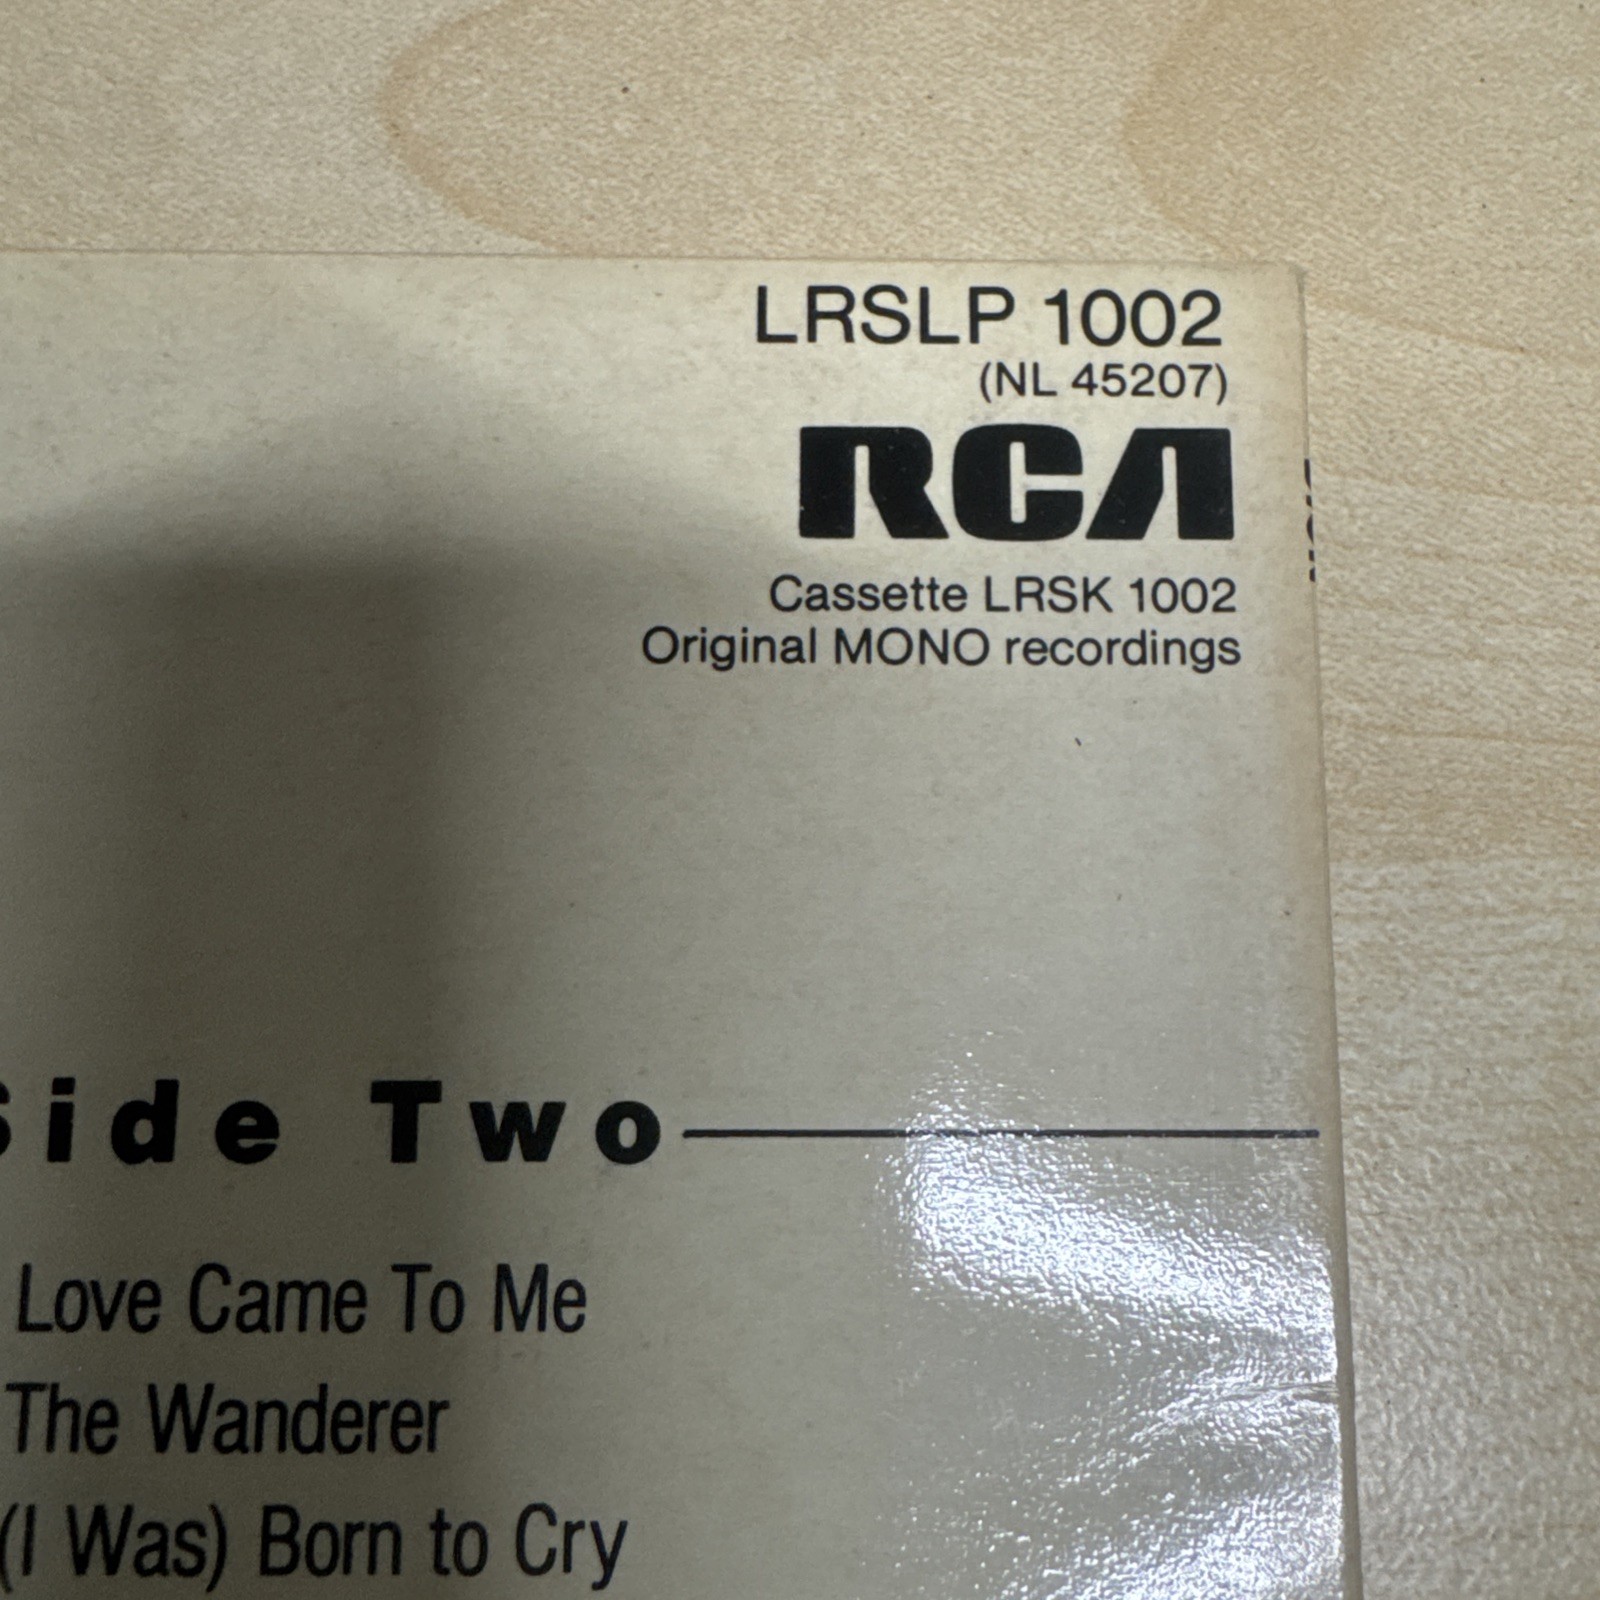 LRSLP 1002
(NL 45207)
RCA
Cassette LRSK 1002
Original MONO recordings
Side Two
Love Came To Me
The Wanderer
(I Was) Born to Cry